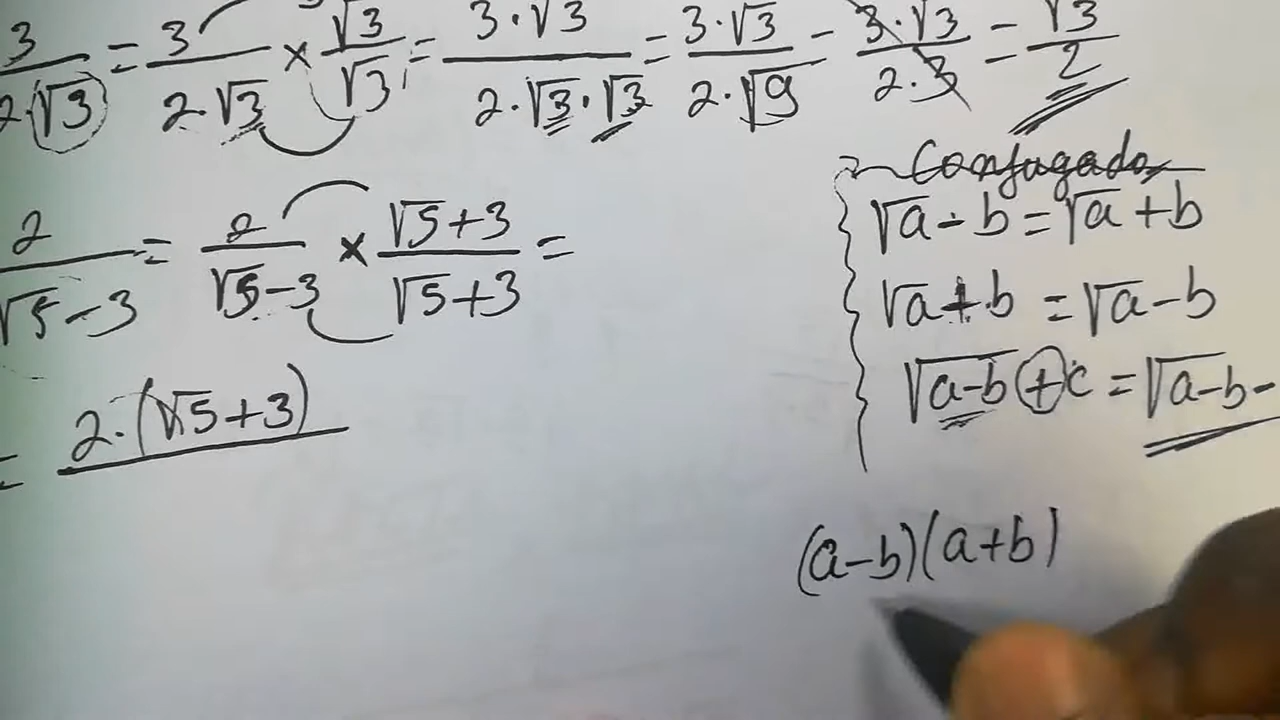 3/2·√3 = 3/2·√3 × √3/√3 = 3·√3/2·√3·√3 = 3·√3/2·√9 = 3·√3/2·3 = √3/2
Conjugado
√a - b = √a + b
2/√5-3 = 2/√5-3 × √5+3/√5+3 =
√a + b = √a - b
√a-b + c = √a-b -
= 2·(√5+3)
(a-b)(a+b)